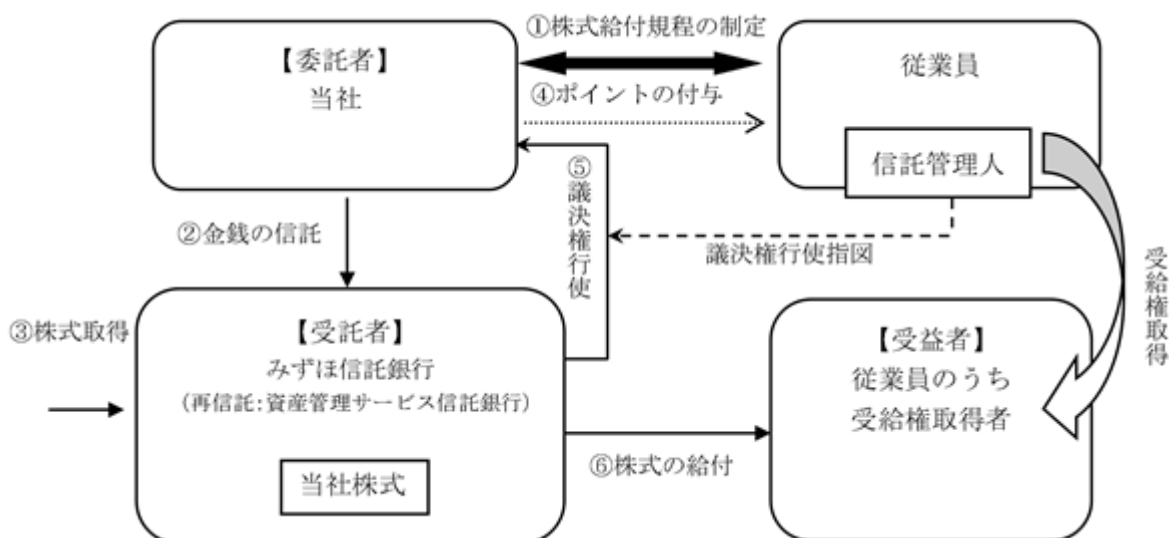 ①株式給付規程の制定
【委託者】
当社
従業員
④ポイントの付与
信託管理人
⑤議決権行使
②金銭の信託
議決権行使指図
受給権取得
③株式取得
【受託者】
みずほ信託銀行
(再信託:資産管理サービス信託銀行)
当社株式
【受益者】
従業員のうち
受給権取得者
⑥株式の給付